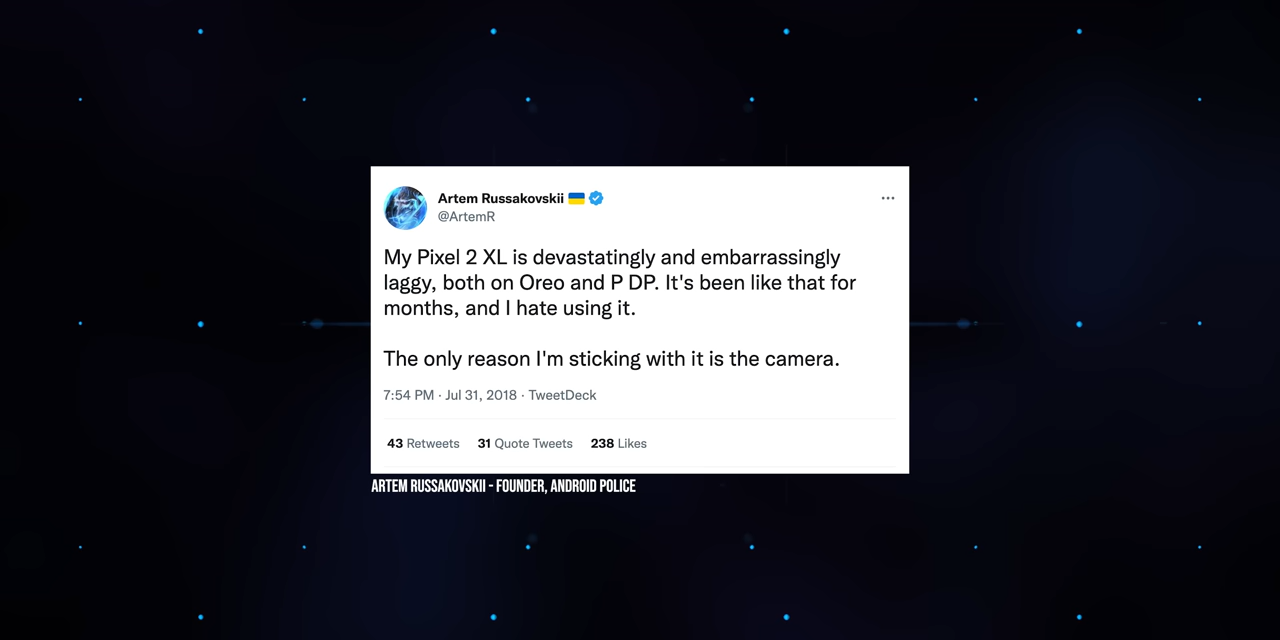 Artem Russakovskii 🇺🇦
@ArtemR
My Pixel 2 XL is devastatingly and embarrassingly
laggy, both on Oreo and P DP. It's been like that for
months, and I hate using it.
The only reason I'm sticking with it is the camera.
7:54 PM · Jul 31, 2018 · TweetDeck
43 Retweets 31 Quote Tweets 238 Likes
ARTEM RUSSAKOVSKII - FOUNDER, ANDROID POLICE